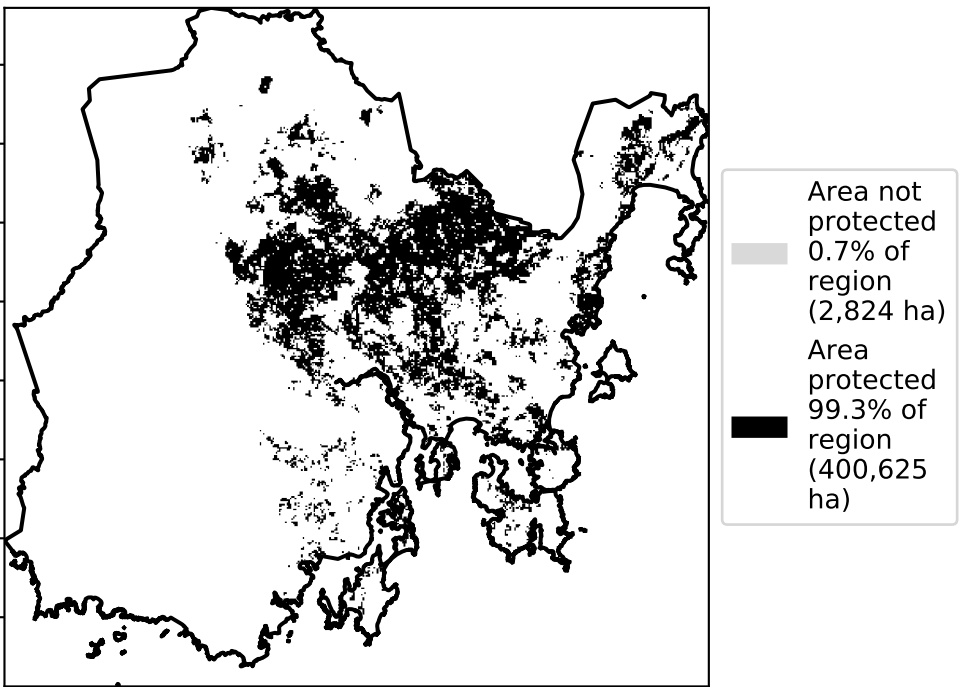 Area not
protected
0.7% of
region
(2,824 ha)
Area
protected
99.3% of
region
(400,625
ha)